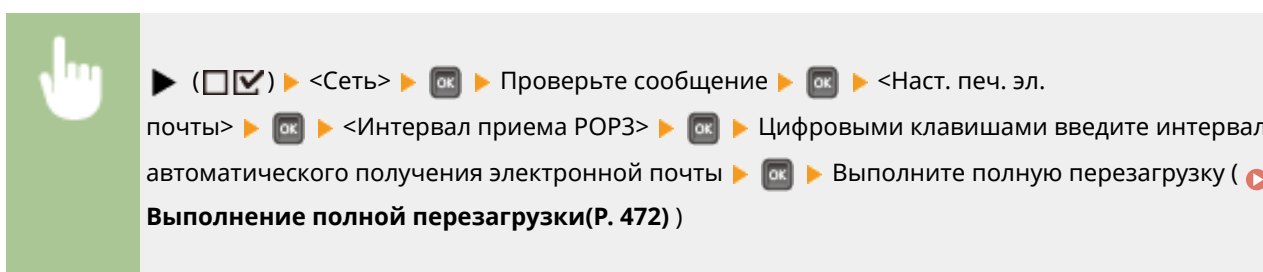 ▶ (☐☑) ▶ <Сеть> ▶ OK ▶ Проверьте сообщение ▶ OK ▶ <Наст. печ. эл.
почты> ▶ OK ▶ <Интервал приема POP3> ▶ OK ▶ Цифровыми клавишами введите интервал
автоматического получения электронной почты ▶ OK ▶ Выполните полную перезагрузку (
Выполнение полной перезагрузки(P. 472) )